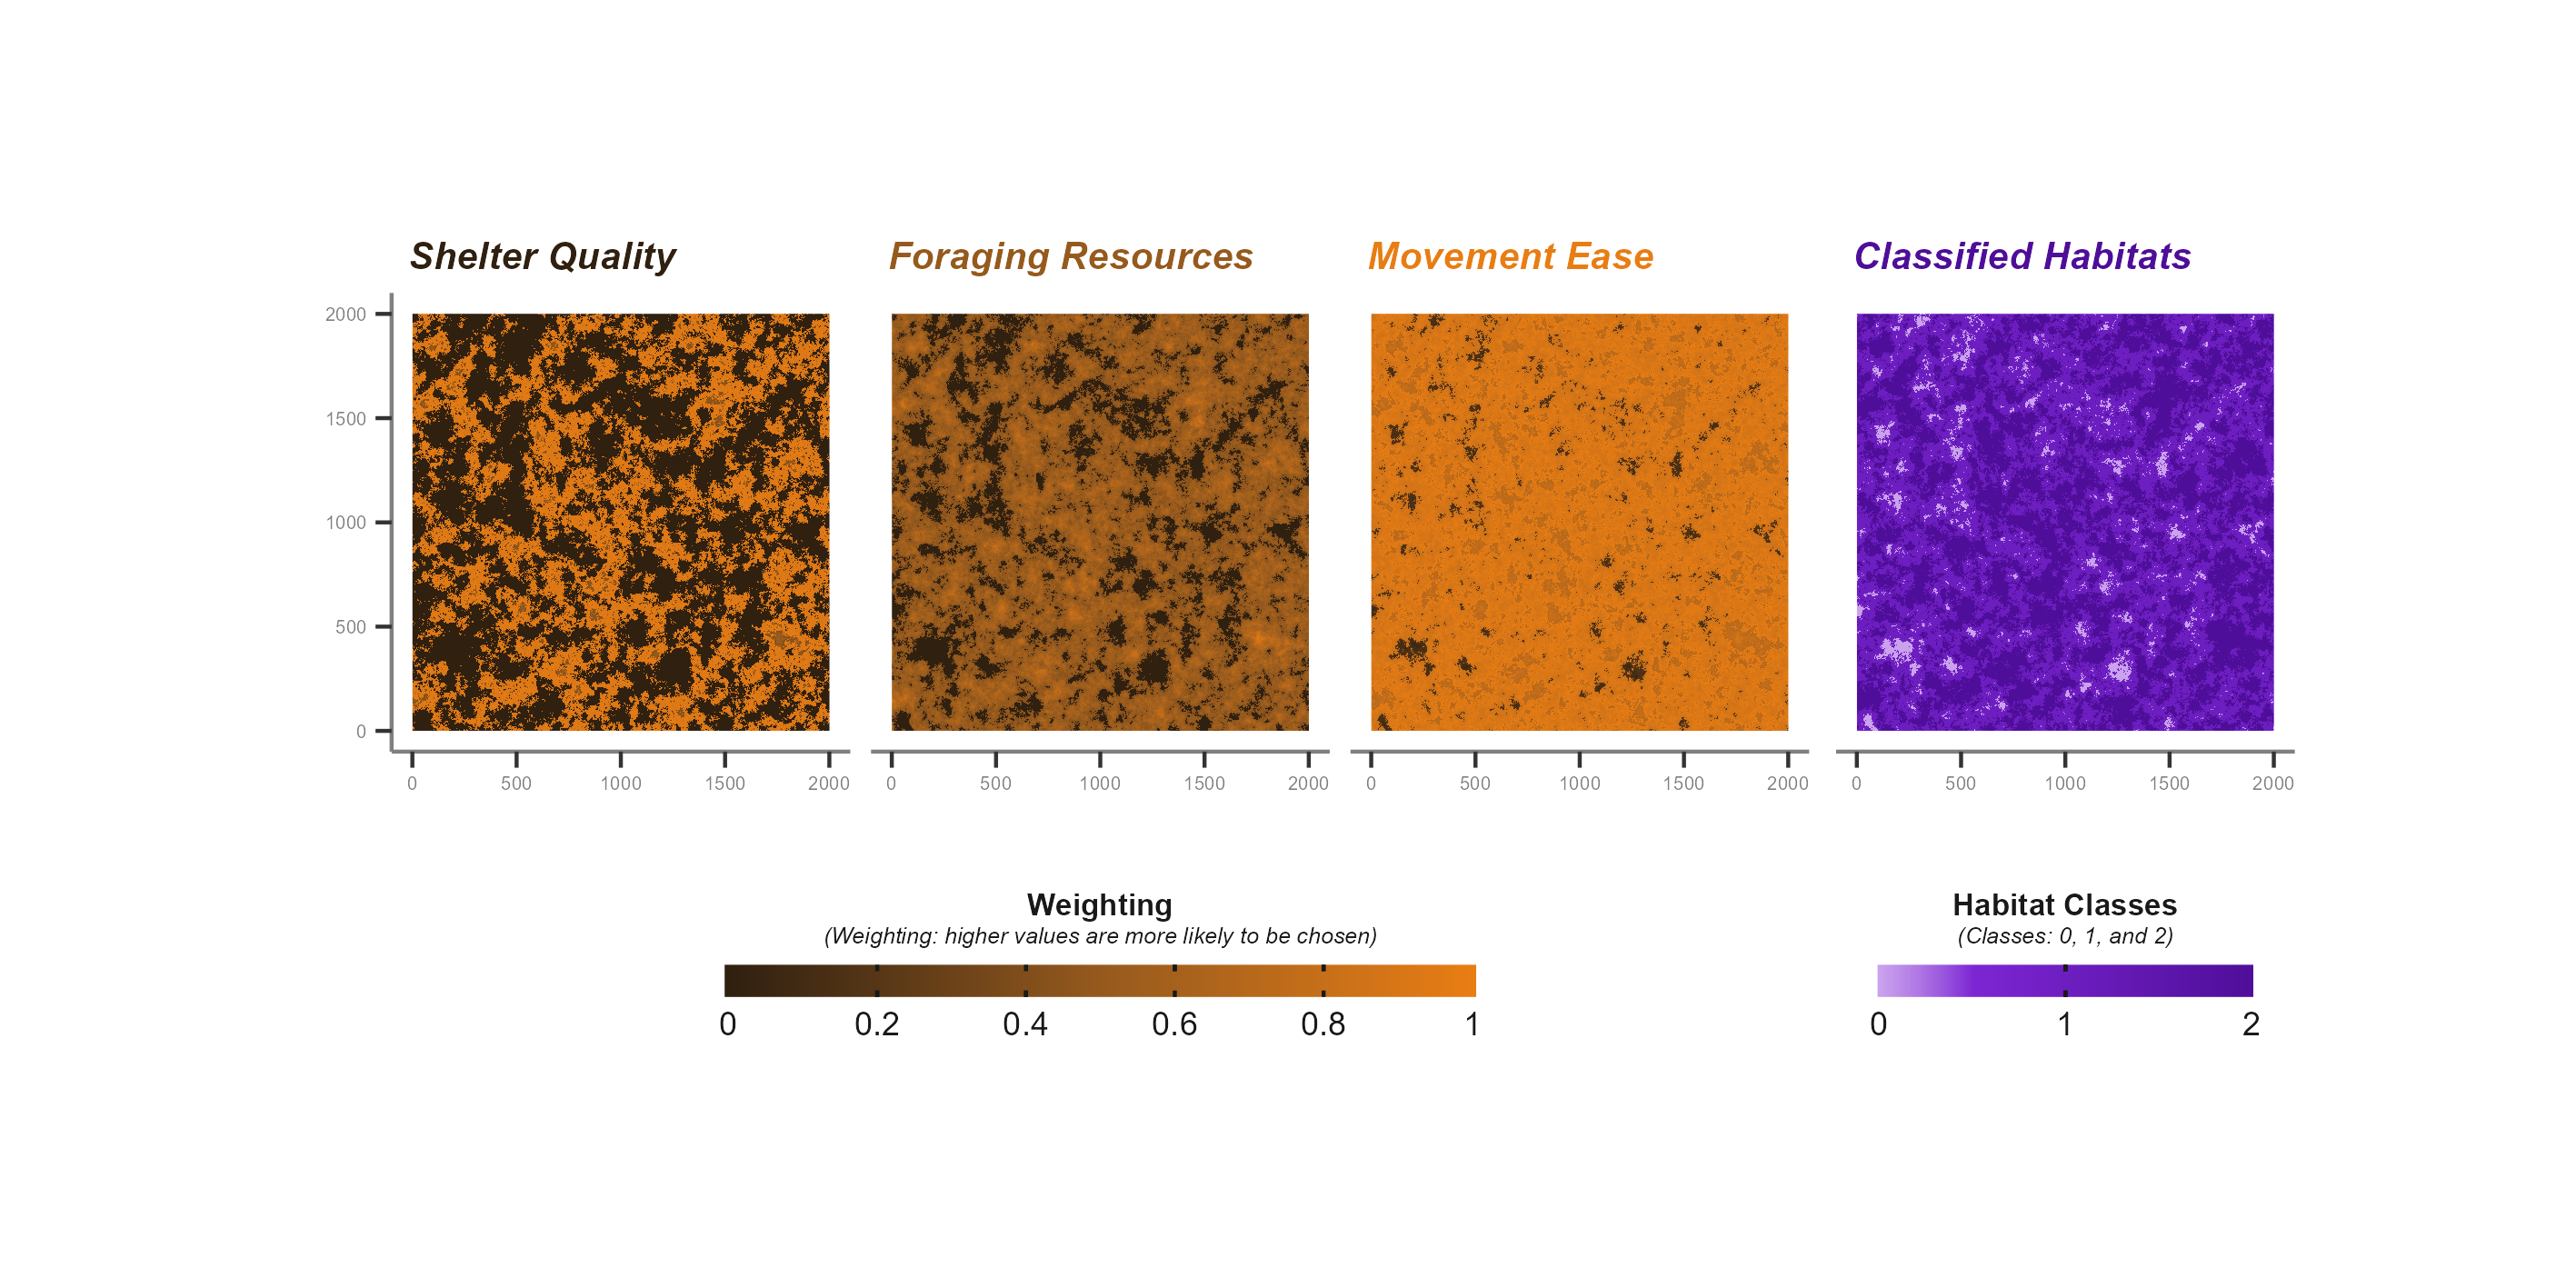 Shelter Quality
Foraging Resources
Movement Ease
Classified Habitats
2000
1500
1000
500
0
0 500 1000 1500 2000
0 500 1000 1500 2000
0 500 1000 1500 2000
0 500 1000 1500 2000
Weighting
(Weighting: higher values are more likely to be chosen)
0 0.2 0.4 0.6 0.8 1
Habitat Classes
(Classes: 0, 1, and 2)
0 1 2